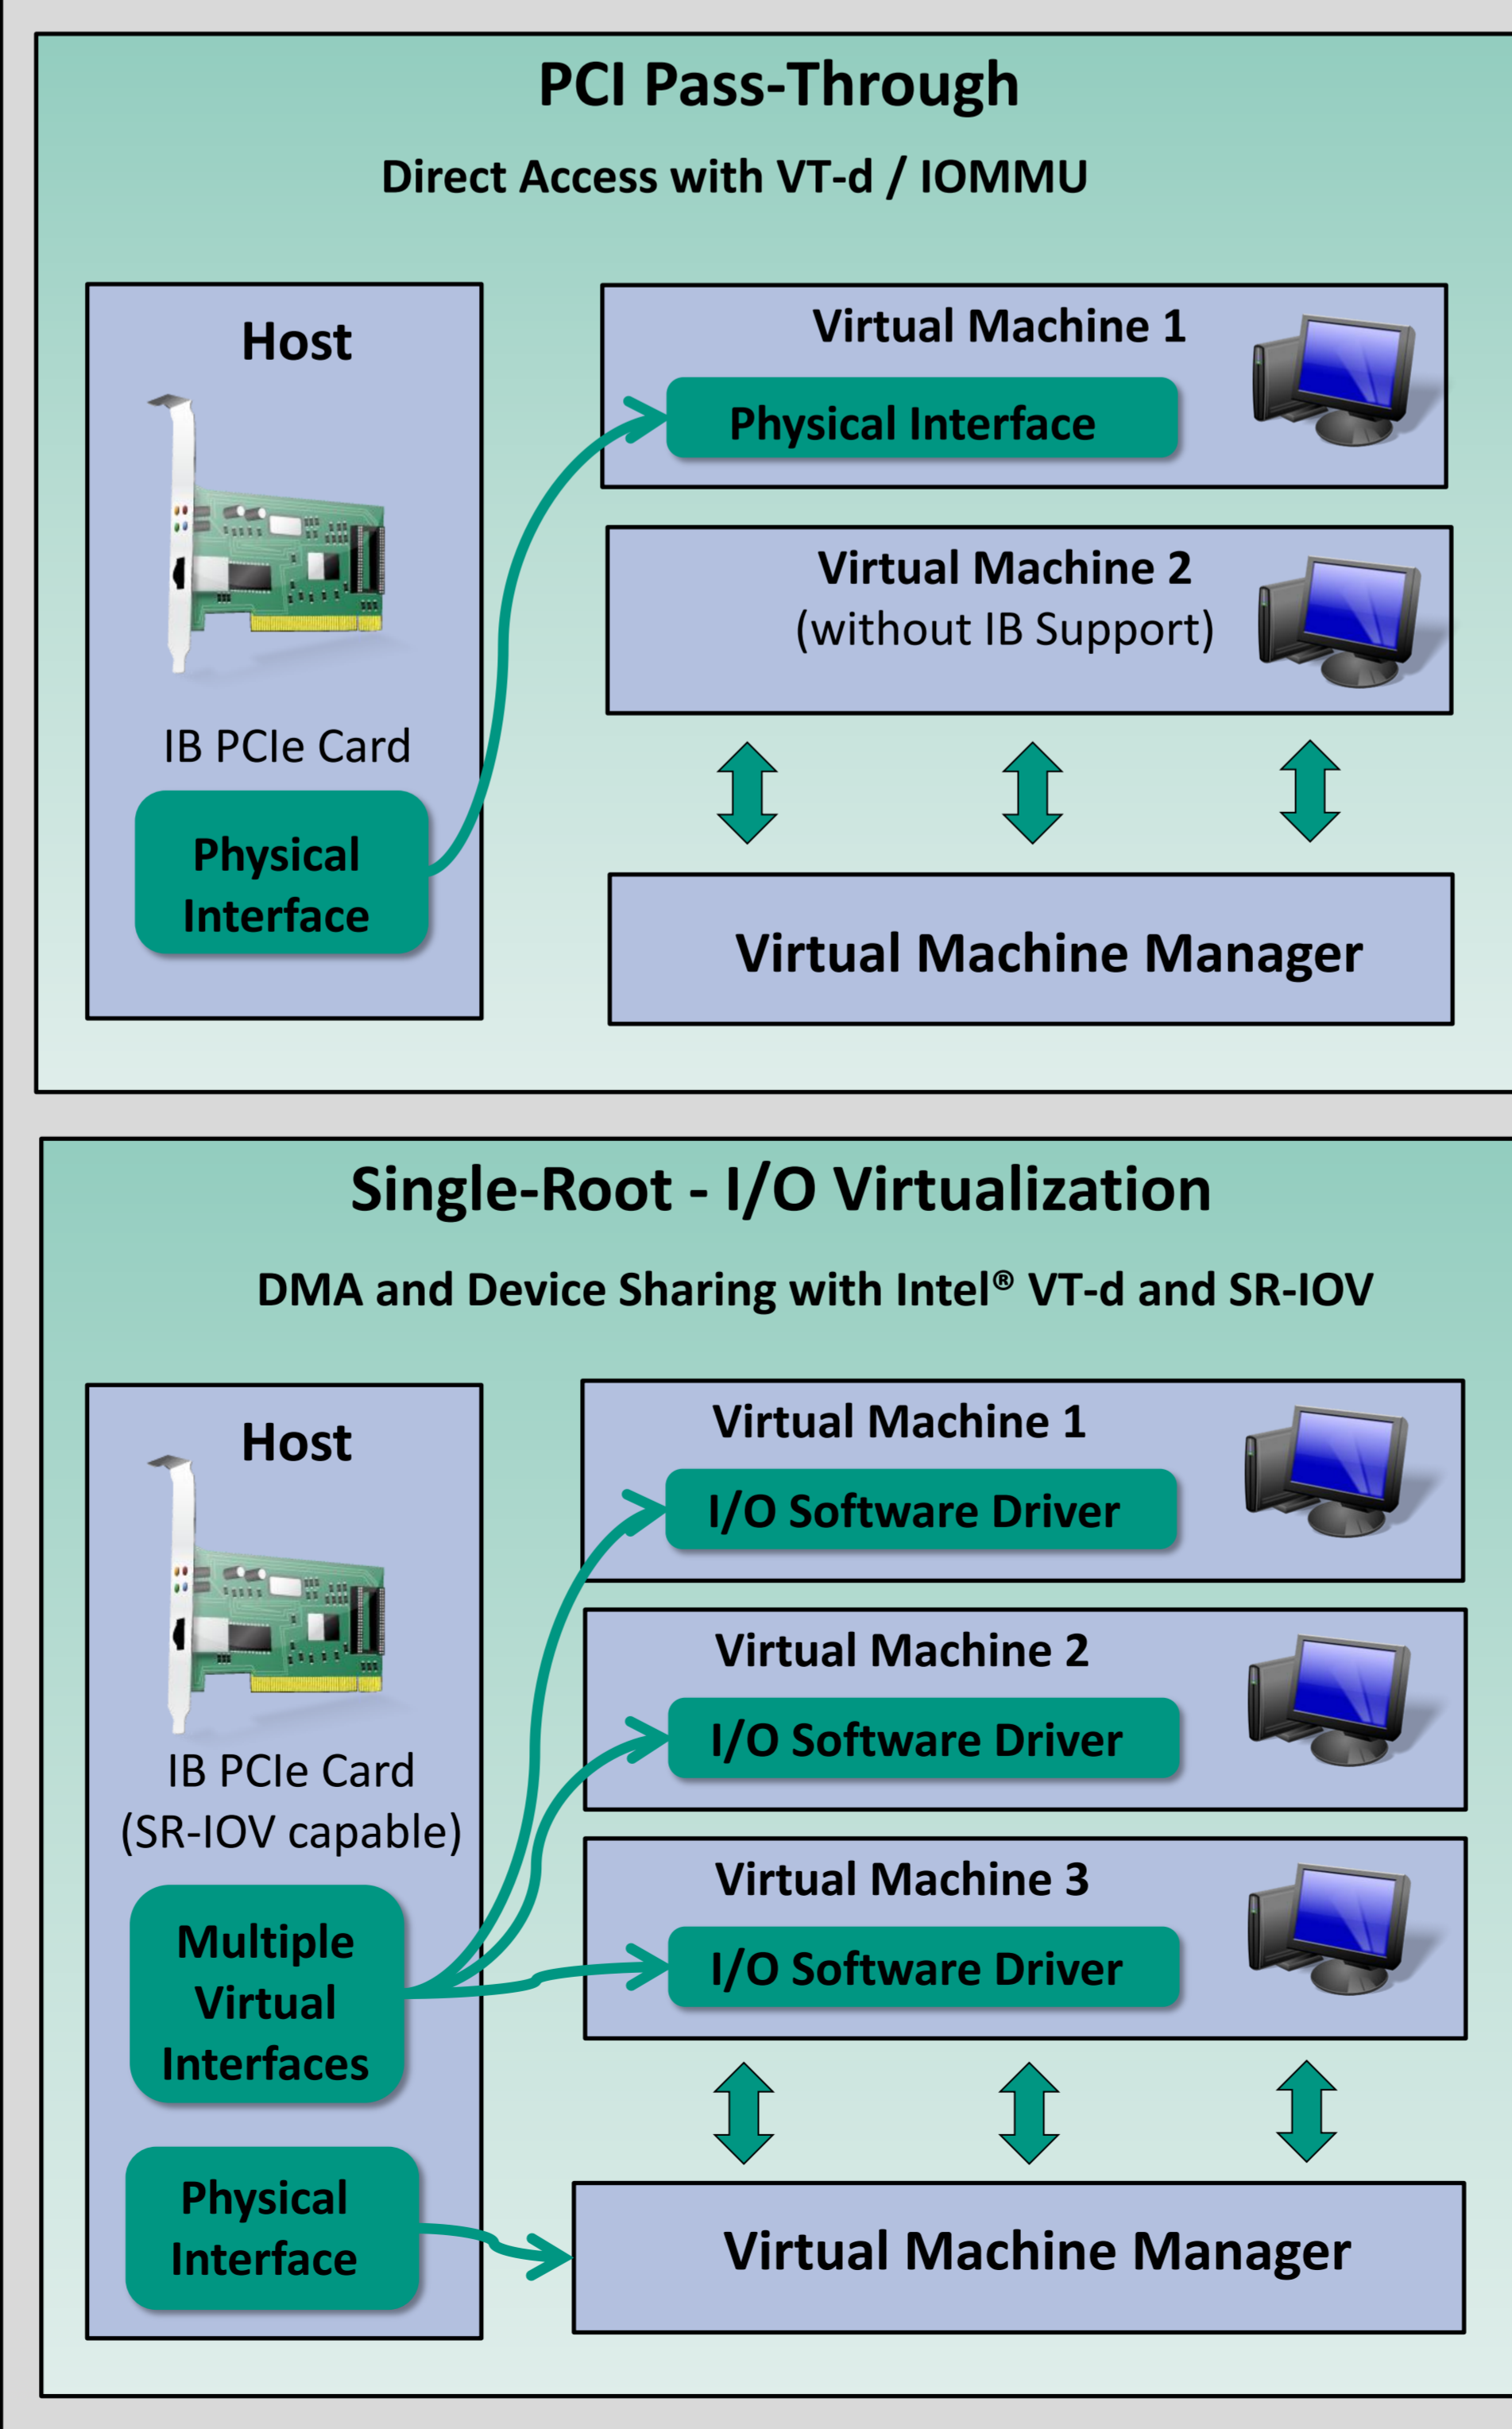 PCI Pass-Through
Direct Access with VT-d / IOMMU
Host
IB PCIe Card
Physical
Interface
Virtual Machine 1
Physical Interface
Virtual Machine 2
(without IB Support)
Virtual Machine Manager
Single-Root - I/O Virtualization
DMA and Device Sharing with Intel® VT-d and SR-IOV
Host
IB PCIe Card
(SR-IOV capable)
Multiple
Virtual
Interfaces
Physical
Interface
Virtual Machine 1
I/O Software Driver
Virtual Machine 2
I/O Software Driver
Virtual Machine 3
I/O Software Driver
Virtual Machine Manager